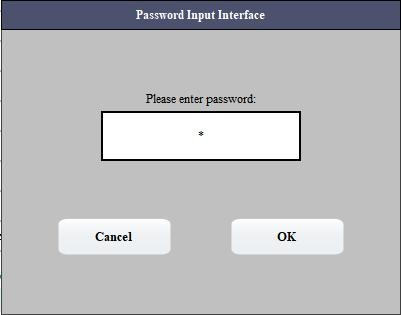 Password Input Interface
Please enter password:
*
Cancel
OK